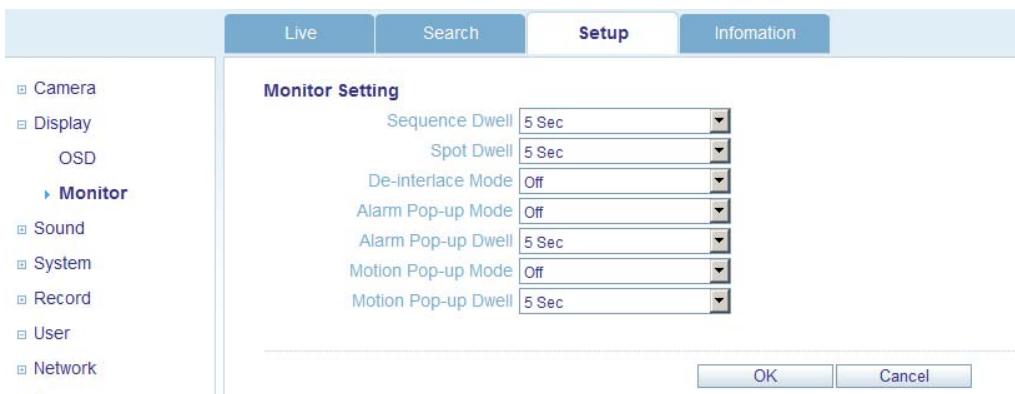 Live Search Setup Infomation
Camera
Display
OSD
Monitor
Sound
System
Record
User
Network
Monitor Setting
Sequence Dwell 5 Sec
Spot Dwell 5 Sec
De-interlace Mode Off
Alarm Pop-up Mode Off
Alarm Pop-up Dwell 5 Sec
Motion Pop-up Mode Off
Motion Pop-up Dwell 5 Sec
OK Cancel